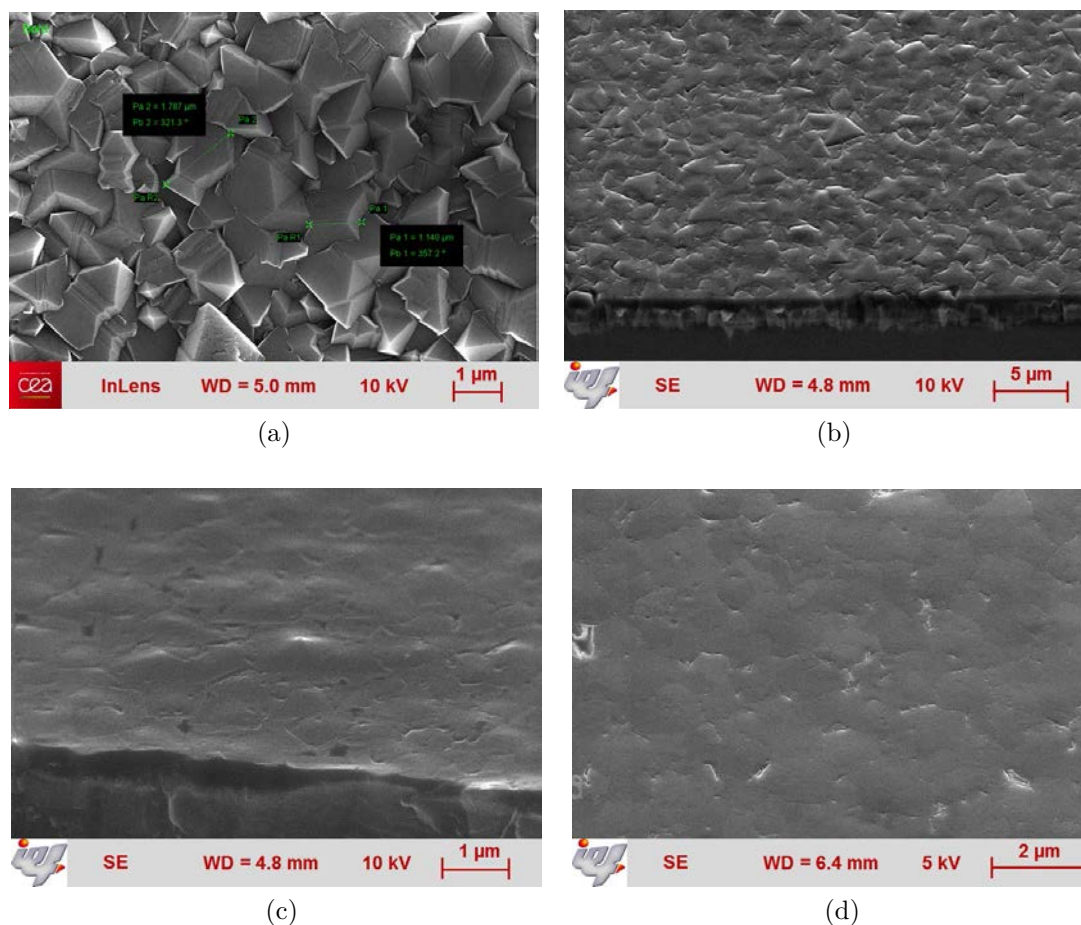 Pa 2 = 1.787 µm
Pb 2 = 321.3 °
Pa 2
Pa R2
Pa 1
Pa R1
Pa 1 = 1.140 µm
Pb 1 = 357.2 °
cea
InLens WD = 5.0 mm 10 kV 1 µm
(a)
SE WD = 4.8 mm 10 kV 5 µm
(b)
SE WD = 4.8 mm 10 kV 1 µm
(c)
SE WD = 6.4 mm 5 kV 2 µm
(d)